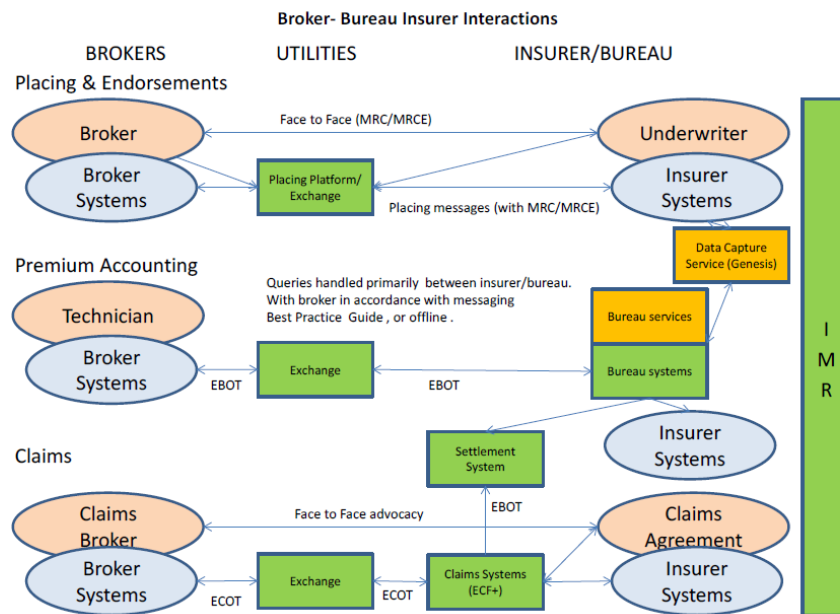 Broker- Bureau Insurer Interactions
BROKERS
UTILITIES
INSURER/BUREAU
Placing & Endorsements
Broker
Face to Face (MRC/MRCE)
Underwriter
Broker
Systems
Placing Platform/
Exchange
Insurer
Systems
Placing messages (with MRC/MRCE)
Data Capture
Service (Genesis)
Premium Accounting
Queries handled primarily between insurer/bureau.
With broker in accordance with messaging
Best Practice Guide , or offline .
Technician
Bureau services
Broker
Systems
EBOT
Exchange
EBOT
Bureau systems
Insurer
Systems
Claims
Settlement
System
EBOT
Claims
Broker
Face to Face advocacy
Claims
Agreement
Broker
Systems
ECOT
Exchange
ECOT
Claims Systems
(ECF+)
Insurer
Systems
I
M
R